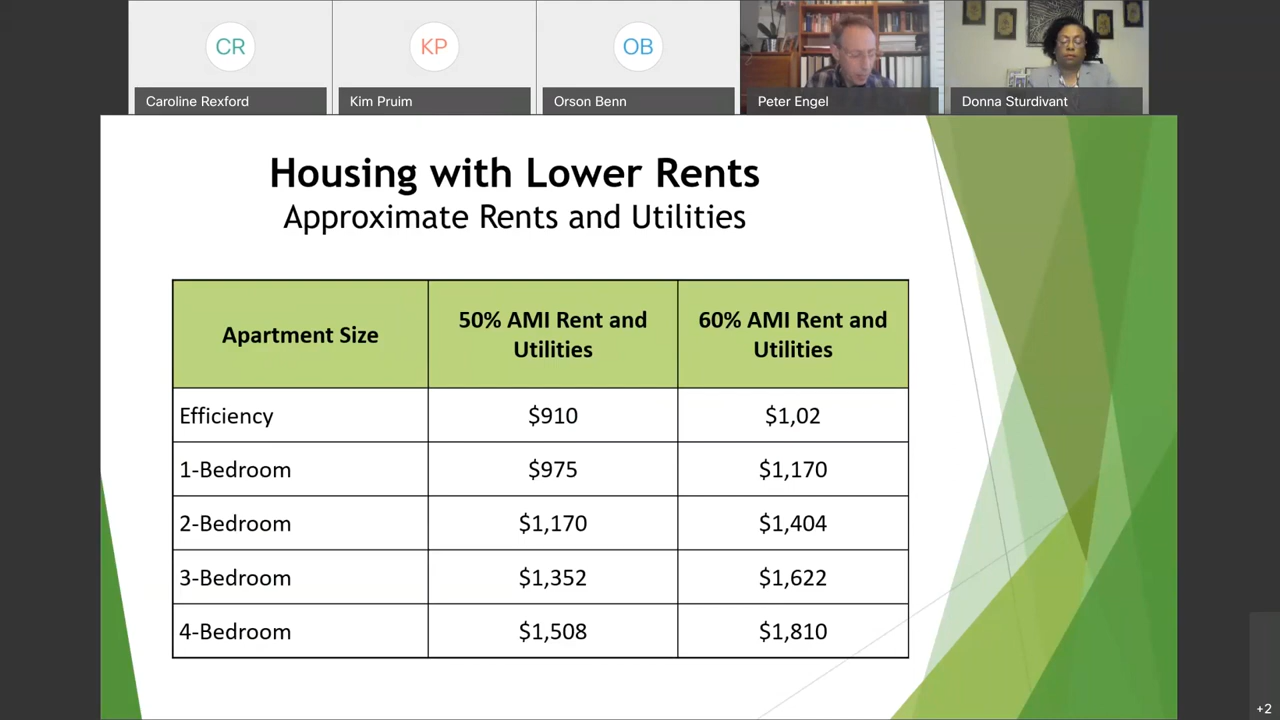 CR
KP
OB
Caroline Rexford
Kim Pruim
Orson Benn
Peter Engel
Donna Sturdivant
Housing with Lower Rents
Approximate Rents and Utilities
Apartment Size
50% AMI Rent and
Utilities
60% AMI Rent and
Utilities
Efficiency $910 $1,02
1-Bedroom $975 $1,170
2-Bedroom $1,170 $1,404
3-Bedroom $1,352 $1,622
4-Bedroom $1,508 $1,810
+2